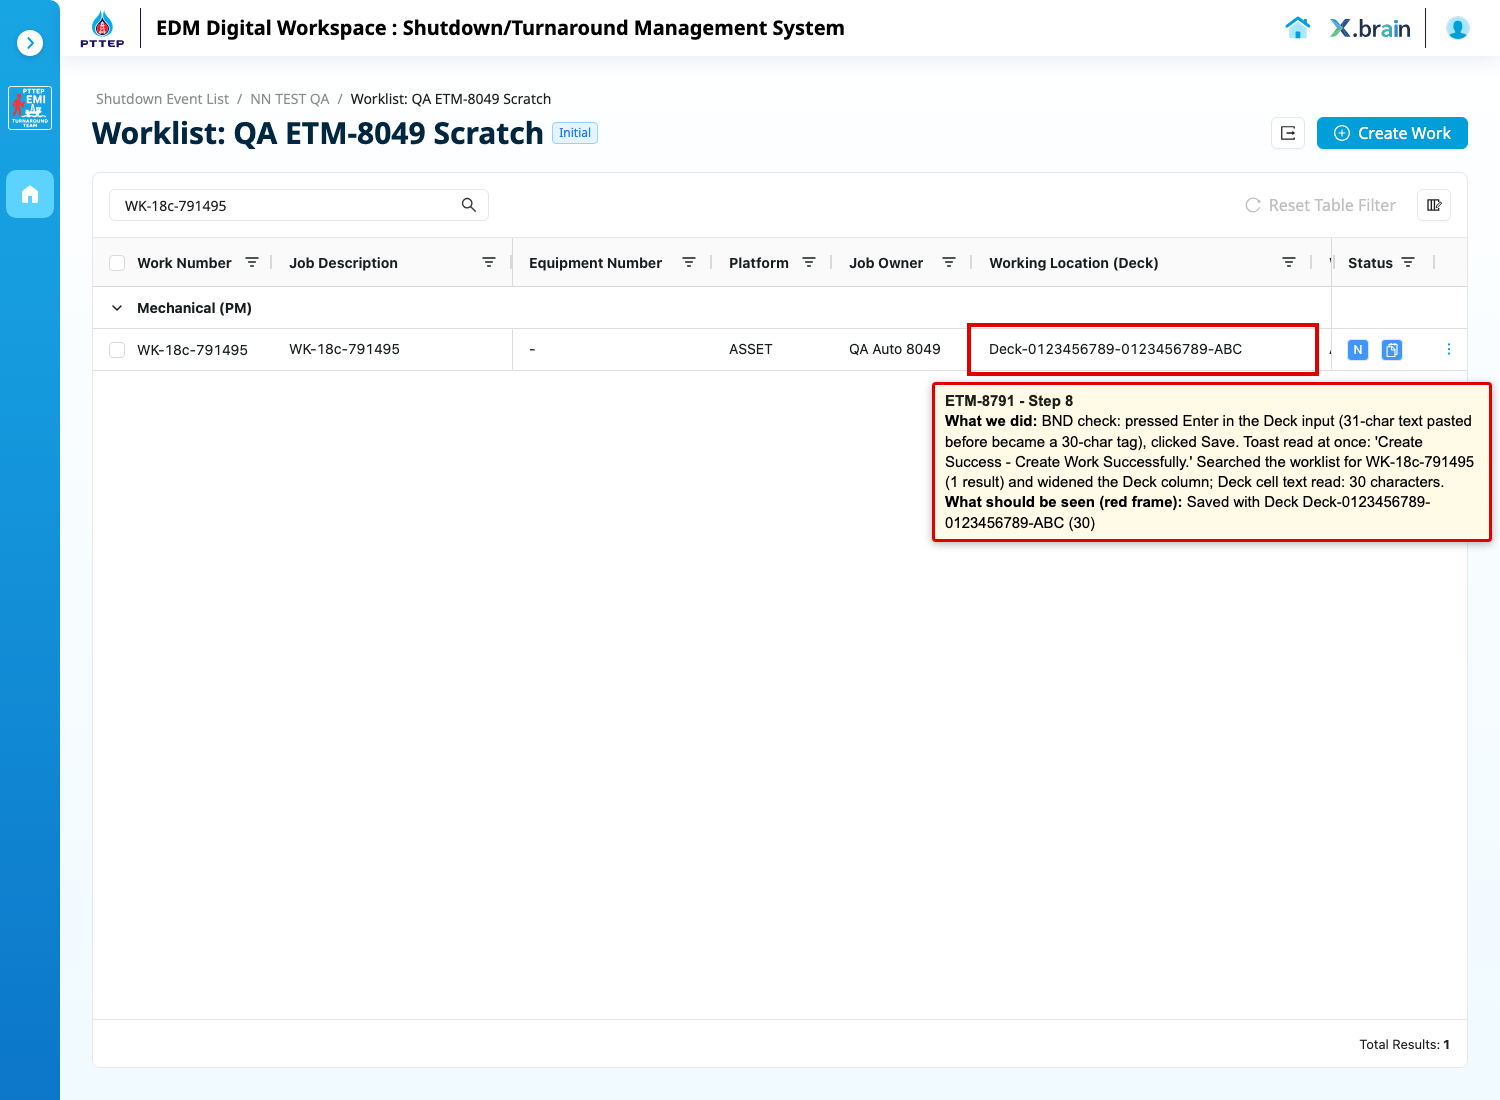 PTTEP
EDM Digital Workspace : Shutdown/Turnaround Management System
X.brain
PTTEP
EMI
TURNAROUND
TEAM
Shutdown Event List / NN TEST QA / Worklist: QA ETM-8049 Scratch
Worklist: QA ETM-8049 Scratch Initial
Create Work
WK-18c-791495
Reset Table Filter
Work Number Job Description Equipment Number Platform Job Owner Working Location (Deck) Status
Mechanical (PM)
WK-18c-791495 WK-18c-791495 - ASSET QA Auto 8049 Deck-0123456789-0123456789-ABC N
ETM-8791 - Step 8
What we did: BND check: pressed Enter in the Deck input (31-char text pasted
before became a 30-char tag), clicked Save. Toast read at once: 'Create
Success - Create Work Successfully.' Searched the worklist for WK-18c-791495
(1 result) and widened the Deck column; Deck cell text read: 30 characters.
What should be seen (red frame): Saved with Deck Deck-0123456789-
0123456789-ABC (30)
Total Results: 1